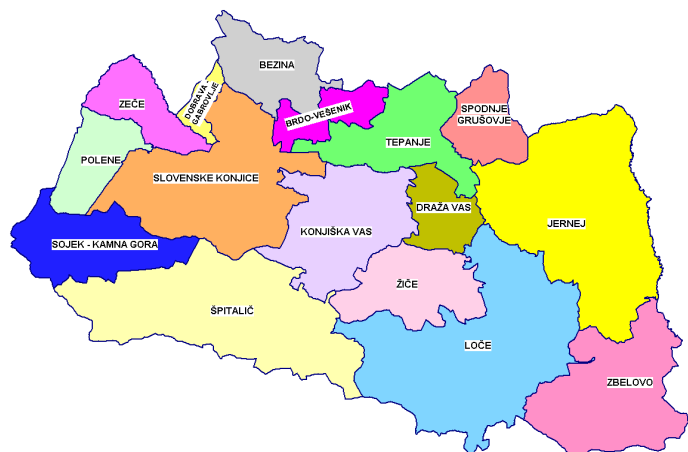 BEZINA
ZEČE
DOBRAVA -
GABROVLJE
BRDO-VEŠENIK
SPODNJE
GRUŠOVJE
TEPANJE
POLENE
SLOVENSKE KONJICE
DRAŽA VAS
JERNEJ
KONJIŠKA VAS
SOJEK - KAMNA GORA
ŽIČE
ŠPITALIČ
LOČE
ZBELOVO